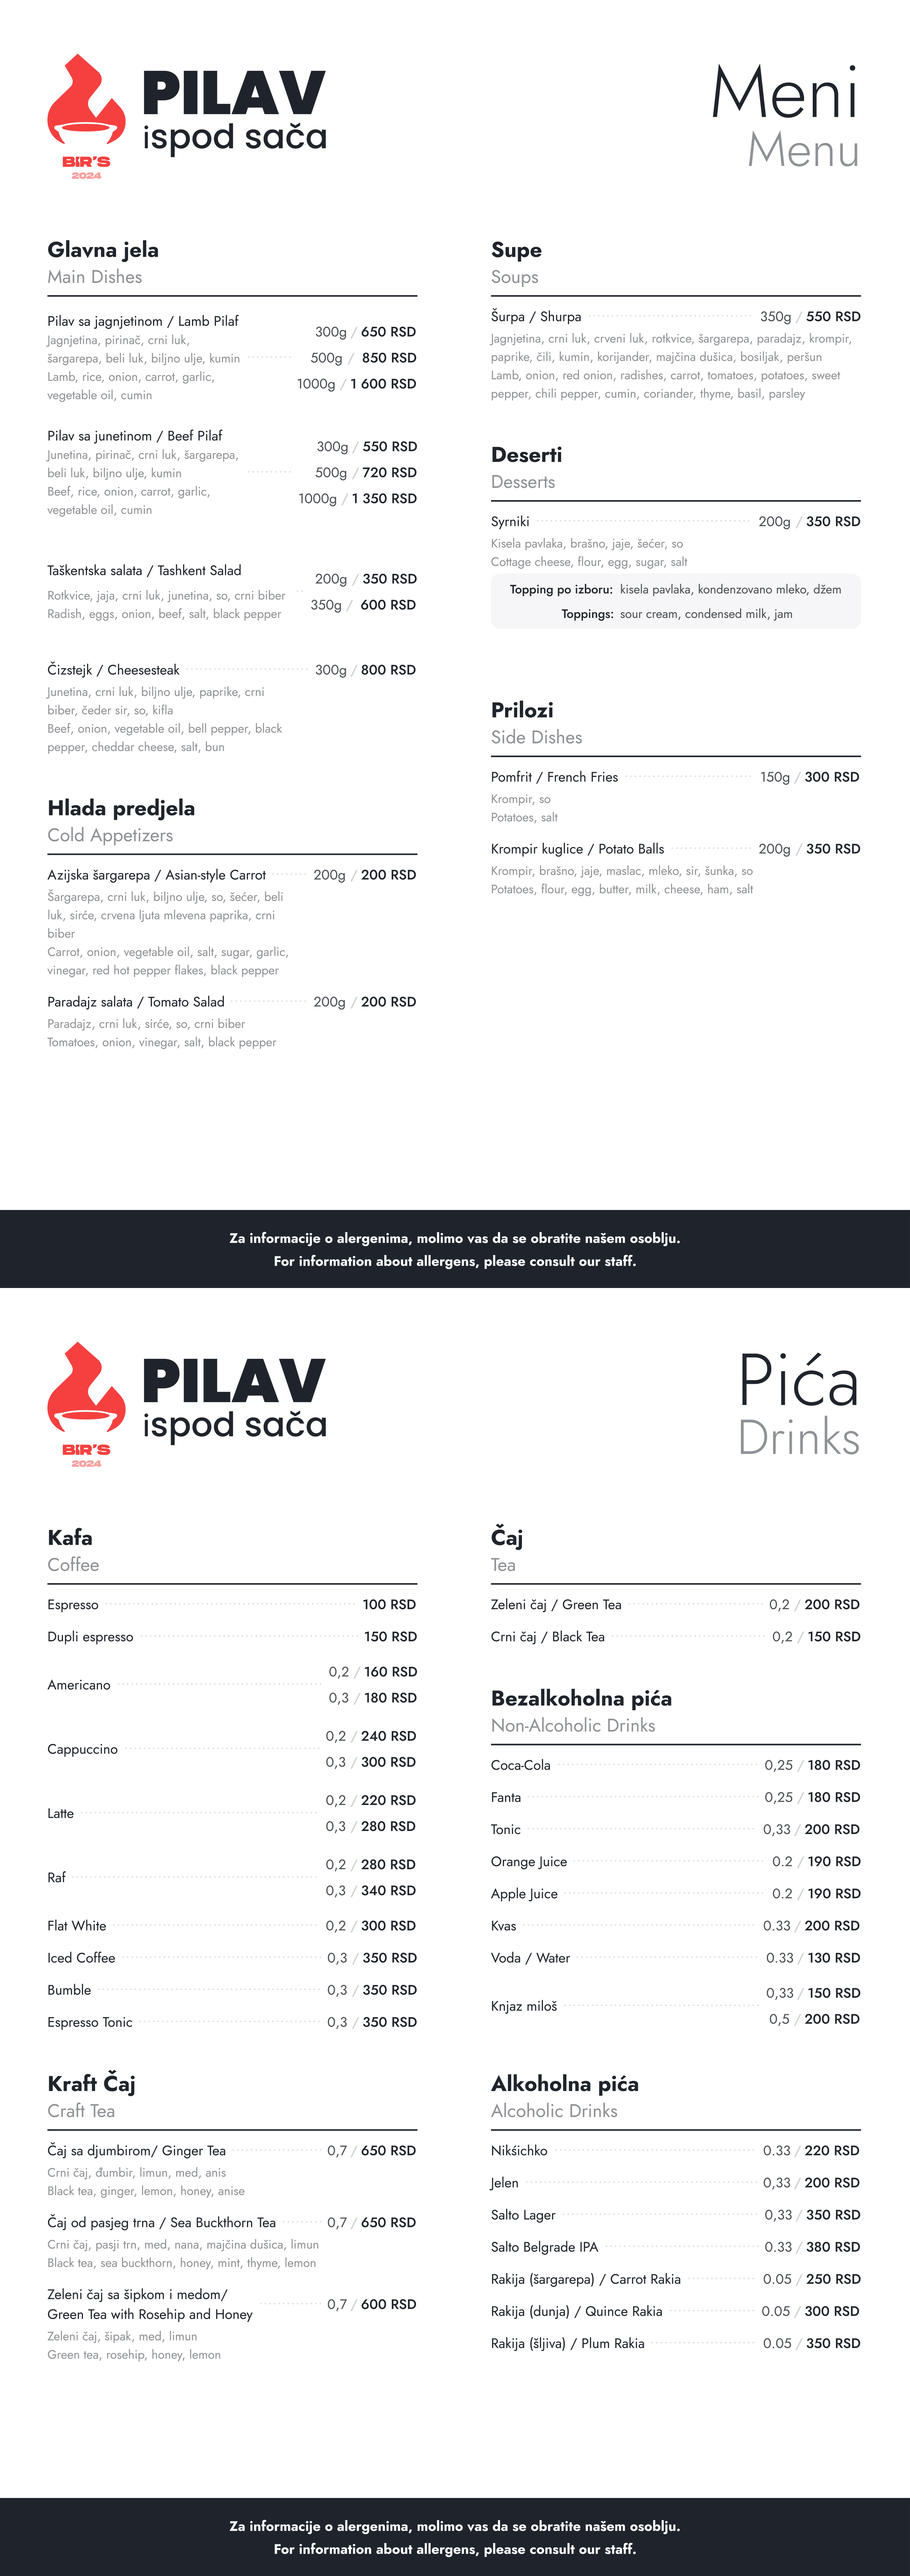 PILAV
ispod sača
BIR'S
2024
Meni
Menu
Glavna jela
Main Dishes
Pilav sa jagnjetinom / Lamb Pilaf
Jagnjetina, pirinač, crni luk,
šargarepa, beli luk, biljno ulje, kumin
Lamb, rice, onion, carrot, garlic,
vegetable oil, cumin
300g / 650 RSD
500g / 850 RSD
1000g / 1 600 RSD
Pilav sa junetinom / Beef Pilaf
Junetina, pirinač, crni luk, šargarepa,
beli luk, biljno ulje, kumin
Beef, rice, onion, carrot, garlic,
vegetable oil, cumin
300g / 550 RSD
500g / 720 RSD
1000g / 1 350 RSD
Taškentska salata / Tashkent Salad
Rotkvice, jaja, crni luk, junetina, so, crni biber
Radish, eggs, onion, beef, salt, black pepper
200g / 350 RSD
350g / 600 RSD
Čizstejk / Cheesesteak 300g / 800 RSD
Junetina, crni luk, biljno ulje, paprike, crni
biber, čeder sir, so, kifla
Beef, onion, vegetable oil, bell pepper, black
pepper, cheddar cheese, salt, bun
Hlada predjela
Cold Appetizers
Azijska šargarepa / Asian-style Carrot 200g / 200 RSD
Šargarepa, crni luk, biljno ulje, so, šećer, beli
luk, sirće, crvena ljuta mlevena paprika, crni
biber
Carrot, onion, vegetable oil, salt, sugar, garlic,
vinegar, red hot pepper flakes, black pepper
Paradajz salata / Tomato Salad 200g / 200 RSD
Paradajz, crni luk, sirće, so, crni biber
Tomatoes, onion, vinegar, salt, black pepper
Supe
Soups
Šurpa / Shurpa 350g / 550 RSD
Jagnjetina, crni luk, crveni luk, rotkvice, šargarepa, paradajz, krompir,
paprike, čili, kumin, korijander, majčina dušica, bosiljak, peršun
Lamb, onion, red onion, radishes, carrot, tomatoes, potatoes, sweet
pepper, chili pepper, cumin, coriander, thyme, basil, parsley
Deserti
Desserts
Syrniki 200g / 350 RSD
Kisela pavlaka, brašno, jaje, šećer, so
Cottage cheese, flour, egg, sugar, salt
Topping po izboru: kisela pavlaka, kondenzovano mleko, džem
Toppings: sour cream, condensed milk, jam
Prilozi
Side Dishes
Pomfrit / French Fries 150g / 300 RSD
Krompir, so
Potatoes, salt
Krompir kuglice / Potato Balls 200g / 350 RSD
Krompir, brašno, jaje, maslac, mleko, sir, šunka, so
Potatoes, flour, egg, butter, milk, cheese, ham, salt
Za informacije o alergenima, molimo vas da se obratite našem osoblju.
For information about allergens, please consult our staff.
PILAV
ispod sača
BIR'S
2024
Pića
Drinks
Kafa
Coffee
Espresso 100 RSD
Dupli espresso 150 RSD
Americano
0,2 / 160 RSD
0,3 / 180 RSD
Cappuccino
0,2 / 240 RSD
0,3 / 300 RSD
Latte
0,2 / 220 RSD
0,3 / 280 RSD
Raf
0,2 / 280 RSD
0,3 / 340 RSD
Flat White 0,2 / 300 RSD
Iced Coffee 0,3 / 350 RSD
Bumble 0,3 / 350 RSD
Espresso Tonic 0,3 / 350 RSD
Kraft Čaj
Craft Tea
Čaj sa djumbirom/ Ginger Tea 0,7 / 650 RSD
Crni čaj, đumbir, limun, med, anis
Black tea, ginger, lemon, honey, anise
Čaj od pasjeg trna / Sea Buckthorn Tea 0,7 / 650 RSD
Crni čaj, pasji trn, med, nana, majčina dušica, limun
Black tea, sea buckthorn, honey, mint, thyme, lemon
Zeleni čaj sa šipkom i medom/
Green Tea with Rosehip and Honey 0,7 / 600 RSD
Zeleni čaj, šipak, med, limun
Green tea, rosehip, honey, lemon
Čaj
Tea
Zeleni čaj / Green Tea 0,2 / 200 RSD
Crni čaj / Black Tea 0,2 / 150 RSD
Bezalkoholna pića
Non-Alcoholic Drinks
Coca-Cola 0,25 / 180 RSD
Fanta 0,25 / 180 RSD
Tonic 0,33 / 200 RSD
Orange Juice 0.2 / 190 RSD
Apple Juice 0.2 / 190 RSD
Kvas 0.33 / 200 RSD
Voda / Water 0.33 / 130 RSD
Knjaz miloš
0,33 / 150 RSD
0,5 / 200 RSD
Alkoholna pića
Alcoholic Drinks
Nikśichko 0.33 / 220 RSD
Jelen 0,33 / 200 RSD
Salto Lager 0,33 / 350 RSD
Salto Belgrade IPA 0.33 / 380 RSD
Rakija (šargarepa) / Carrot Rakia 0.05 / 250 RSD
Rakija (dunja) / Quince Rakia 0.05 / 300 RSD
Rakija (šljiva) / Plum Rakia 0.05 / 350 RSD
Za informacije o alergenima, molimo vas da se obratite našem osoblju.
For information about allergens, please consult our staff.